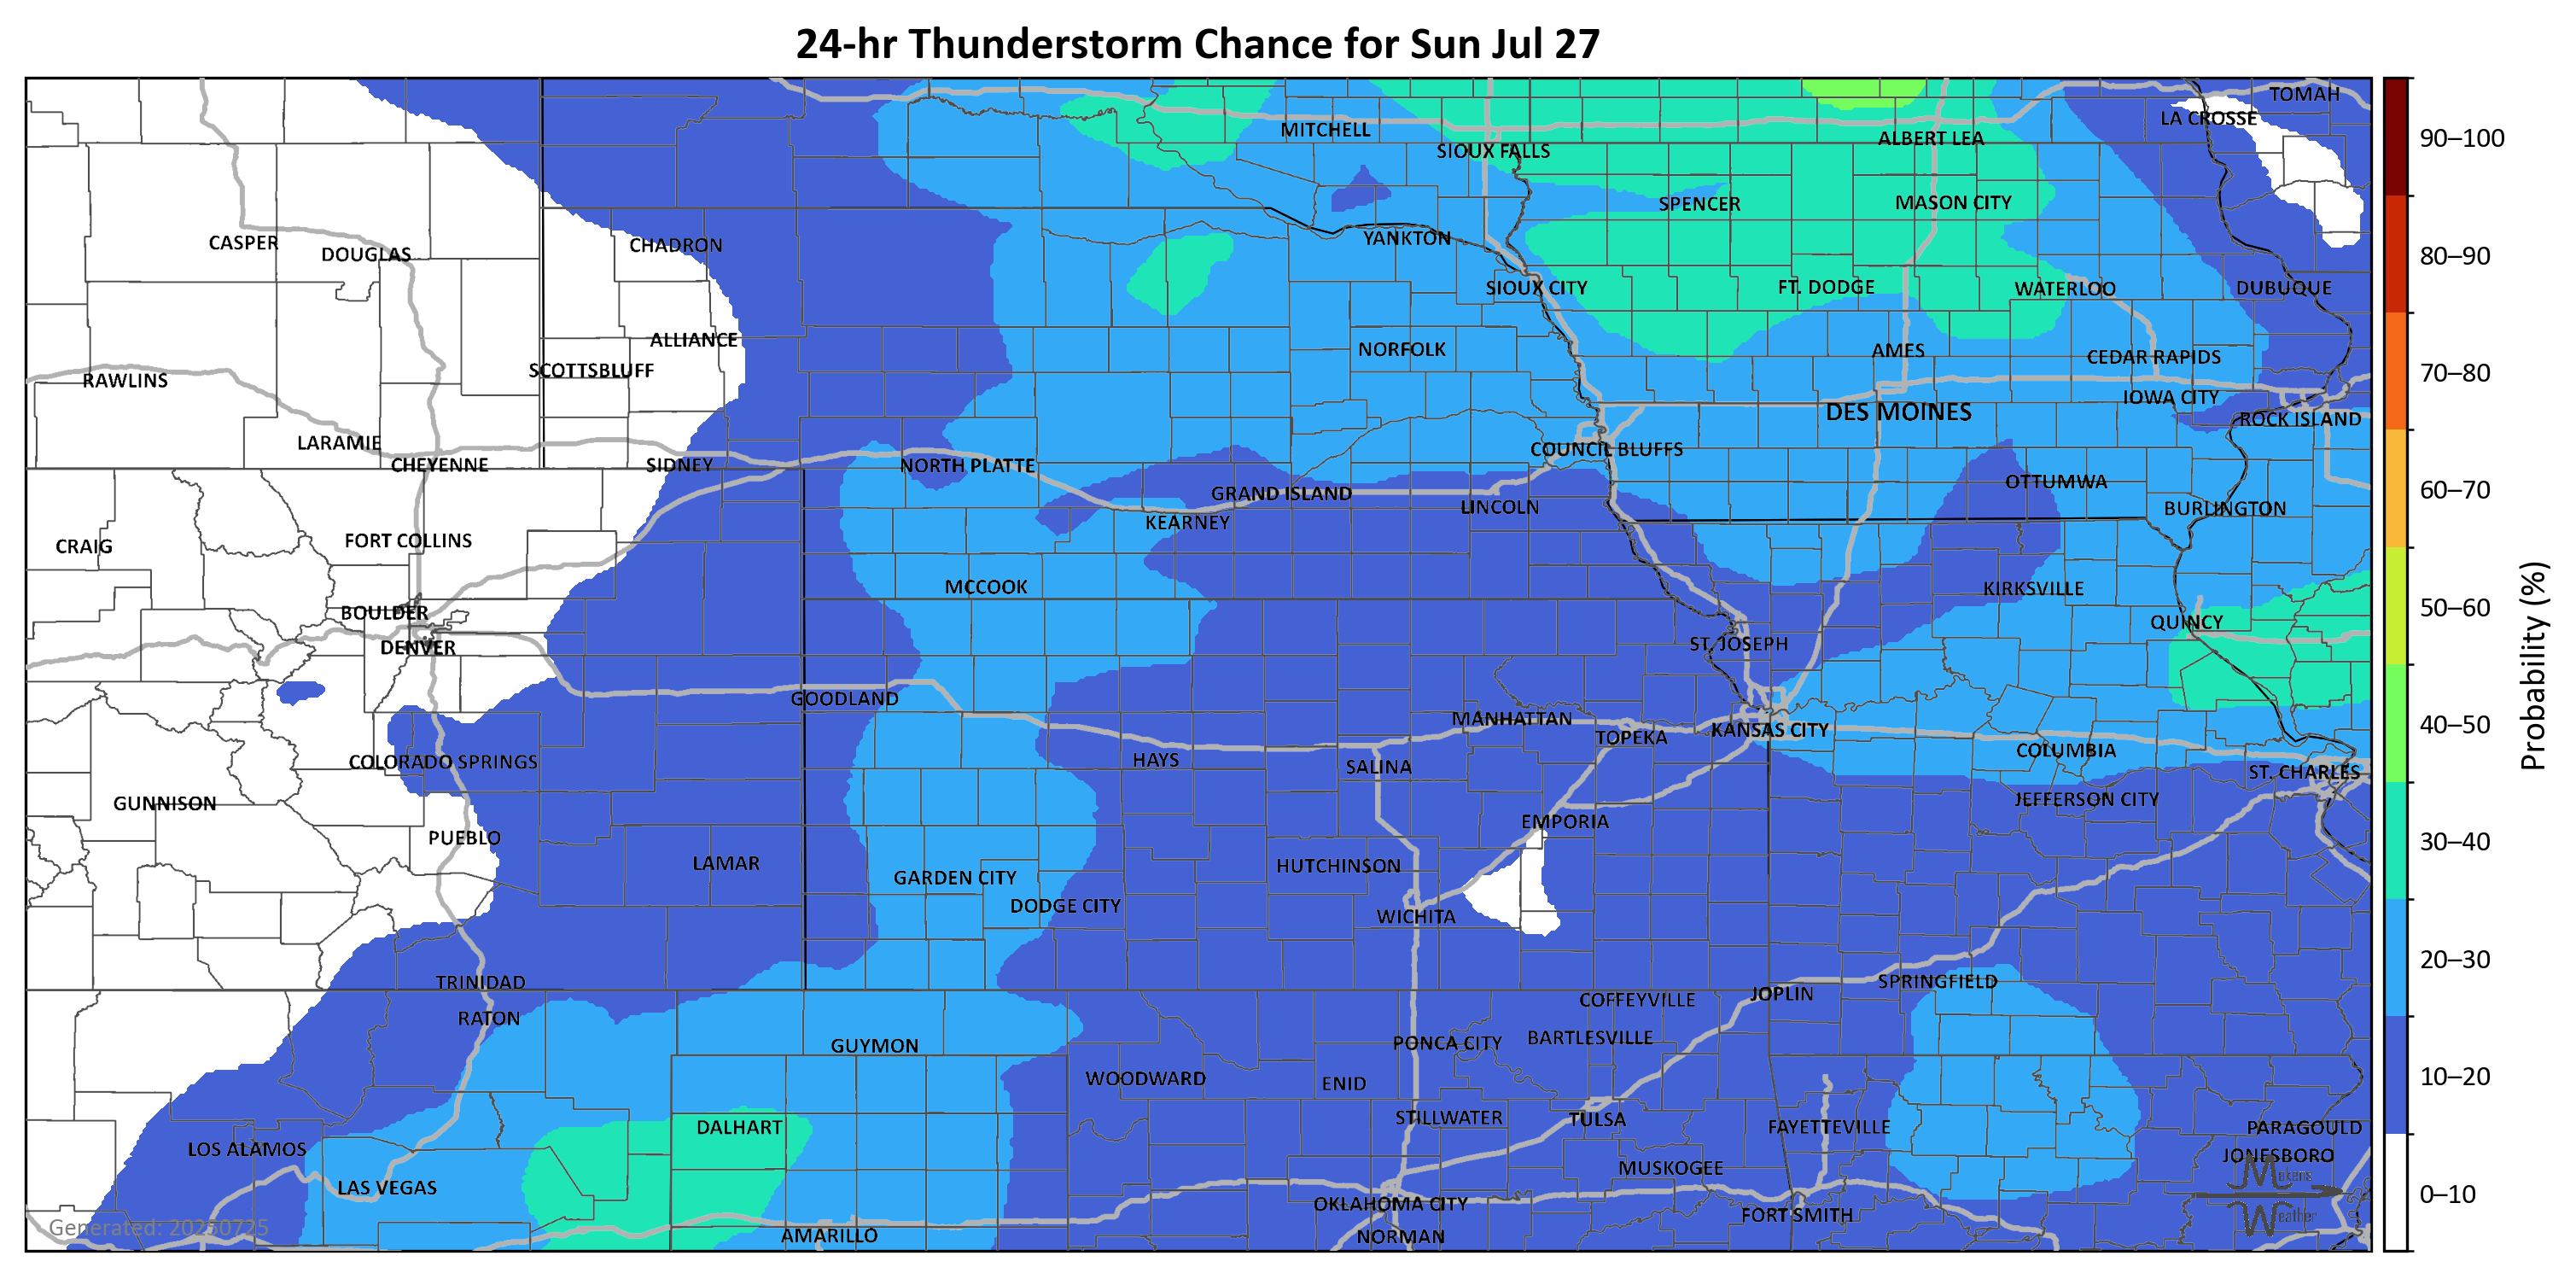 24-hr Thunderstorm Chance for Sun Jul 27
TOMAH
90–100
LA CROSSE
MITCHELL
ALBERT LEA
SIOUX FALLS
SPENCER
MASON CITY
YANKTON
CASPER
CHADRON
DOUGLAS
80–90
SIOUX CITY
FT. DODGE
WATERLOO
DUBUQUE
ALLIANCE
NORFOLK
AMES
CEDAR RAPIDS
SCOTTSBLUFF
70–80
RAWLINS
IOWA CITY
DES MOINES
ROCK ISLAND
60–70
LARAMIE
COUNCIL BLUFFS
CHEYENNE
SIDNEY
NORTH PLATTE
OTTUMWA
GRAND ISLAND
LINCOLN
BURLINGTON
KEARNEY
CRAIG
FORT COLLINS
MCCOOK
KIRKSVILLE
50–60
BOULDER
QUINCY
DENVER
ST. JOSEPH
Probability (%)
GOODLAND
MANHATTAN
40–50
TOPEKA
KANSAS CITY
COLUMBIA
COLORADO SPRINGS
HAYS
SALINA
ST. CHARLES
GUNNISON
JEFFERSON CITY
EMPORIA
PUEBLO
30–40
LAMAR
HUTCHINSON
GARDEN CITY
DODGE CITY
WICHITA
20–30
TRINIDAD
SPRINGFIELD
JOPLIN
COFFEYVILLE
RATON
BARTLESVILLE
PONCA CITY
GUYMON
10–20
WOODWARD
ENID
STILLWATER
TULSA
DALHART
FAYETTEVILLE
PARAGOULD
LOS ALAMOS
JONESBORO
MUSKOGEE
Makens
LAS VEGAS
0–10
OKLAHOMA CITY
FORT SMITH
Weather
Generated: 20250725
AMARILLO
NORMAN